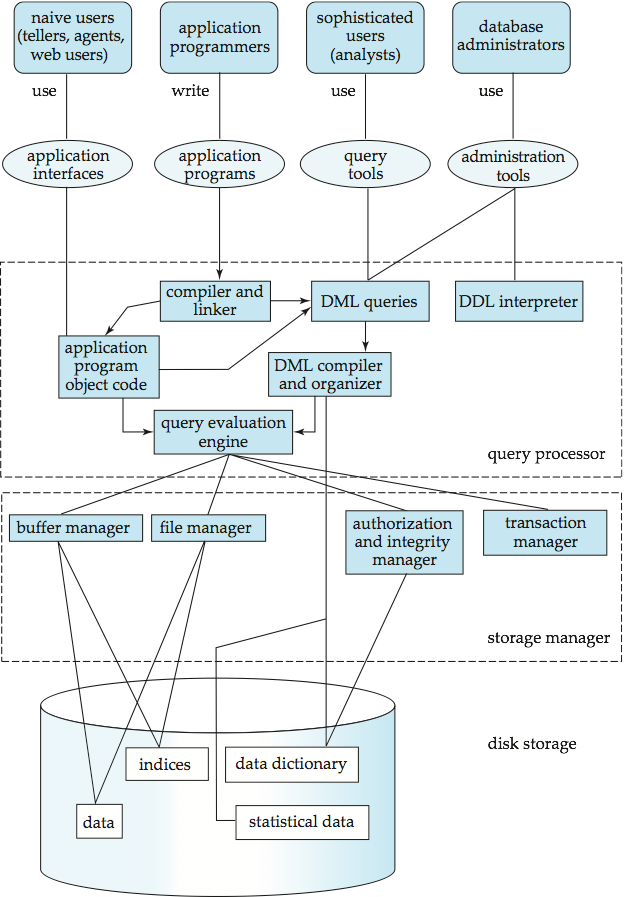 naive users
(tellers, agents,
web users)
application
programmers
sophisticated
users
(analysts)
database
administrators
use
write
use
use
application
interfaces
application
programs
query
tools
administration
tools
compiler and
linker
DML queries
DDL interpreter
application
program
object code
DML compiler
and organizer
query evaluation
engine
query processor
buffer manager
file manager
authorization
and integrity
manager
transaction
manager
storage manager
disk storage
indices
data dictionary
data
statistical data